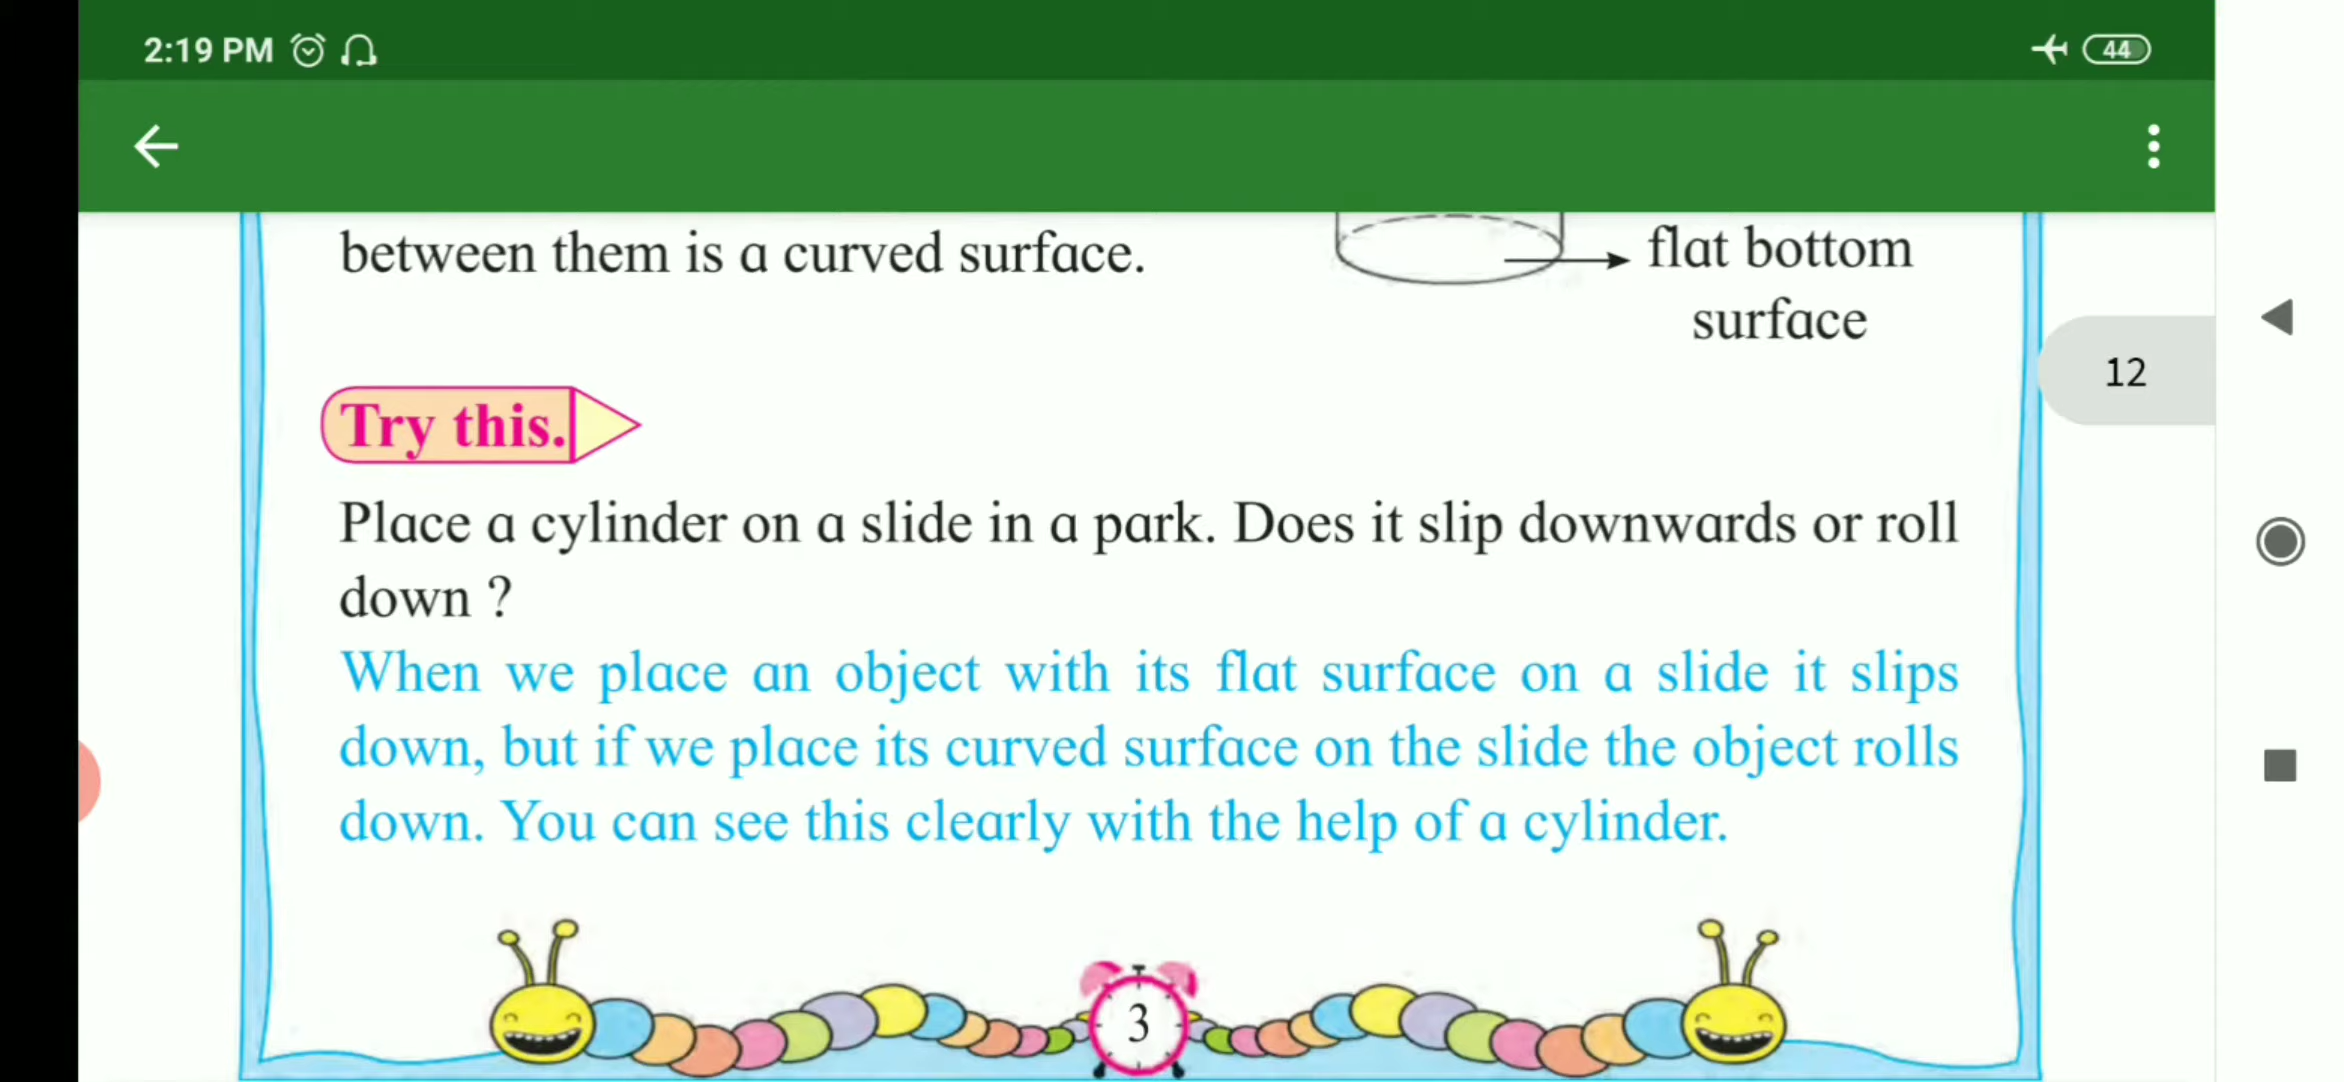 2:19 PM
44
between them is a curved surface.
flat bottom
surface
12
Try this.
Place a cylinder on a slide in a park. Does it slip downwards or roll
down ?
When we place an object with its flat surface on a slide it slips
down, but if we place its curved surface on the slide the object rolls
down. You can see this clearly with the help of a cylinder.
3